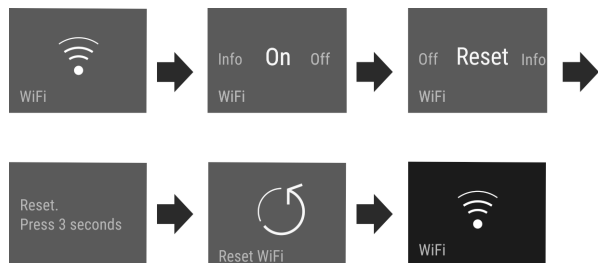 WiFi
Info On Off
WiFi
Off Reset Info
WiFi
Reset.
Press 3 seconds
Reset WiFi
WiFi